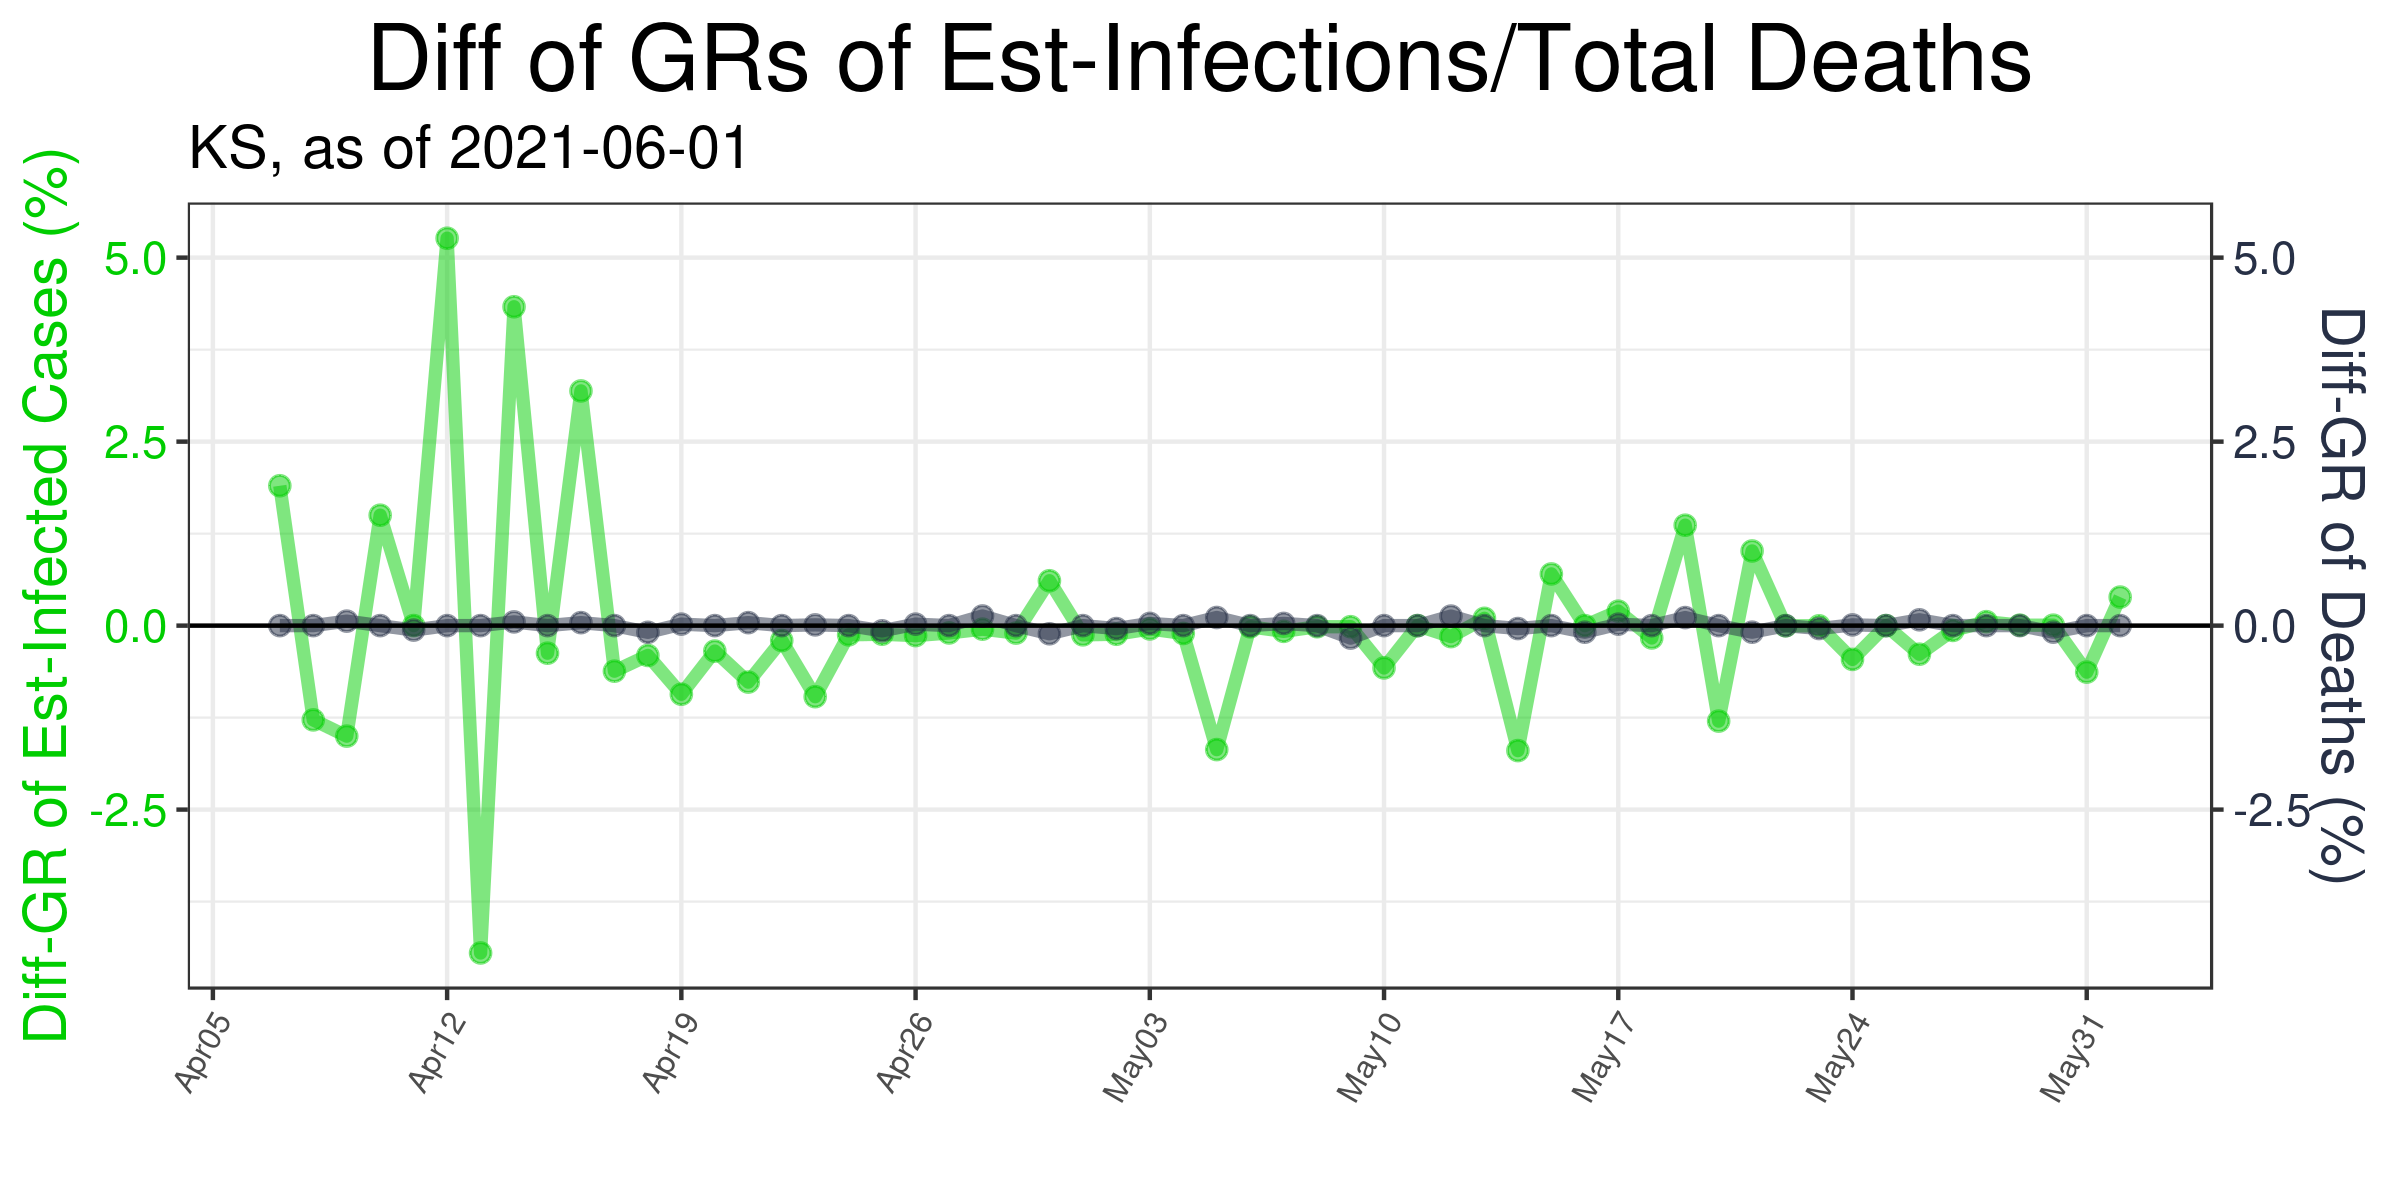 Diff of GRs of Est-Infections/Total Deaths
KS, as of 2021-06-01
Diff-GR of Est-Infected Cases (%)
5.0
2.5
0.0
-2.5
5.0
2.5
0.0
-2.5
Diff-GR of Deaths (%)
Apr05
Apr12
Apr19
Apr26
May03
May10
May17
May24
May31